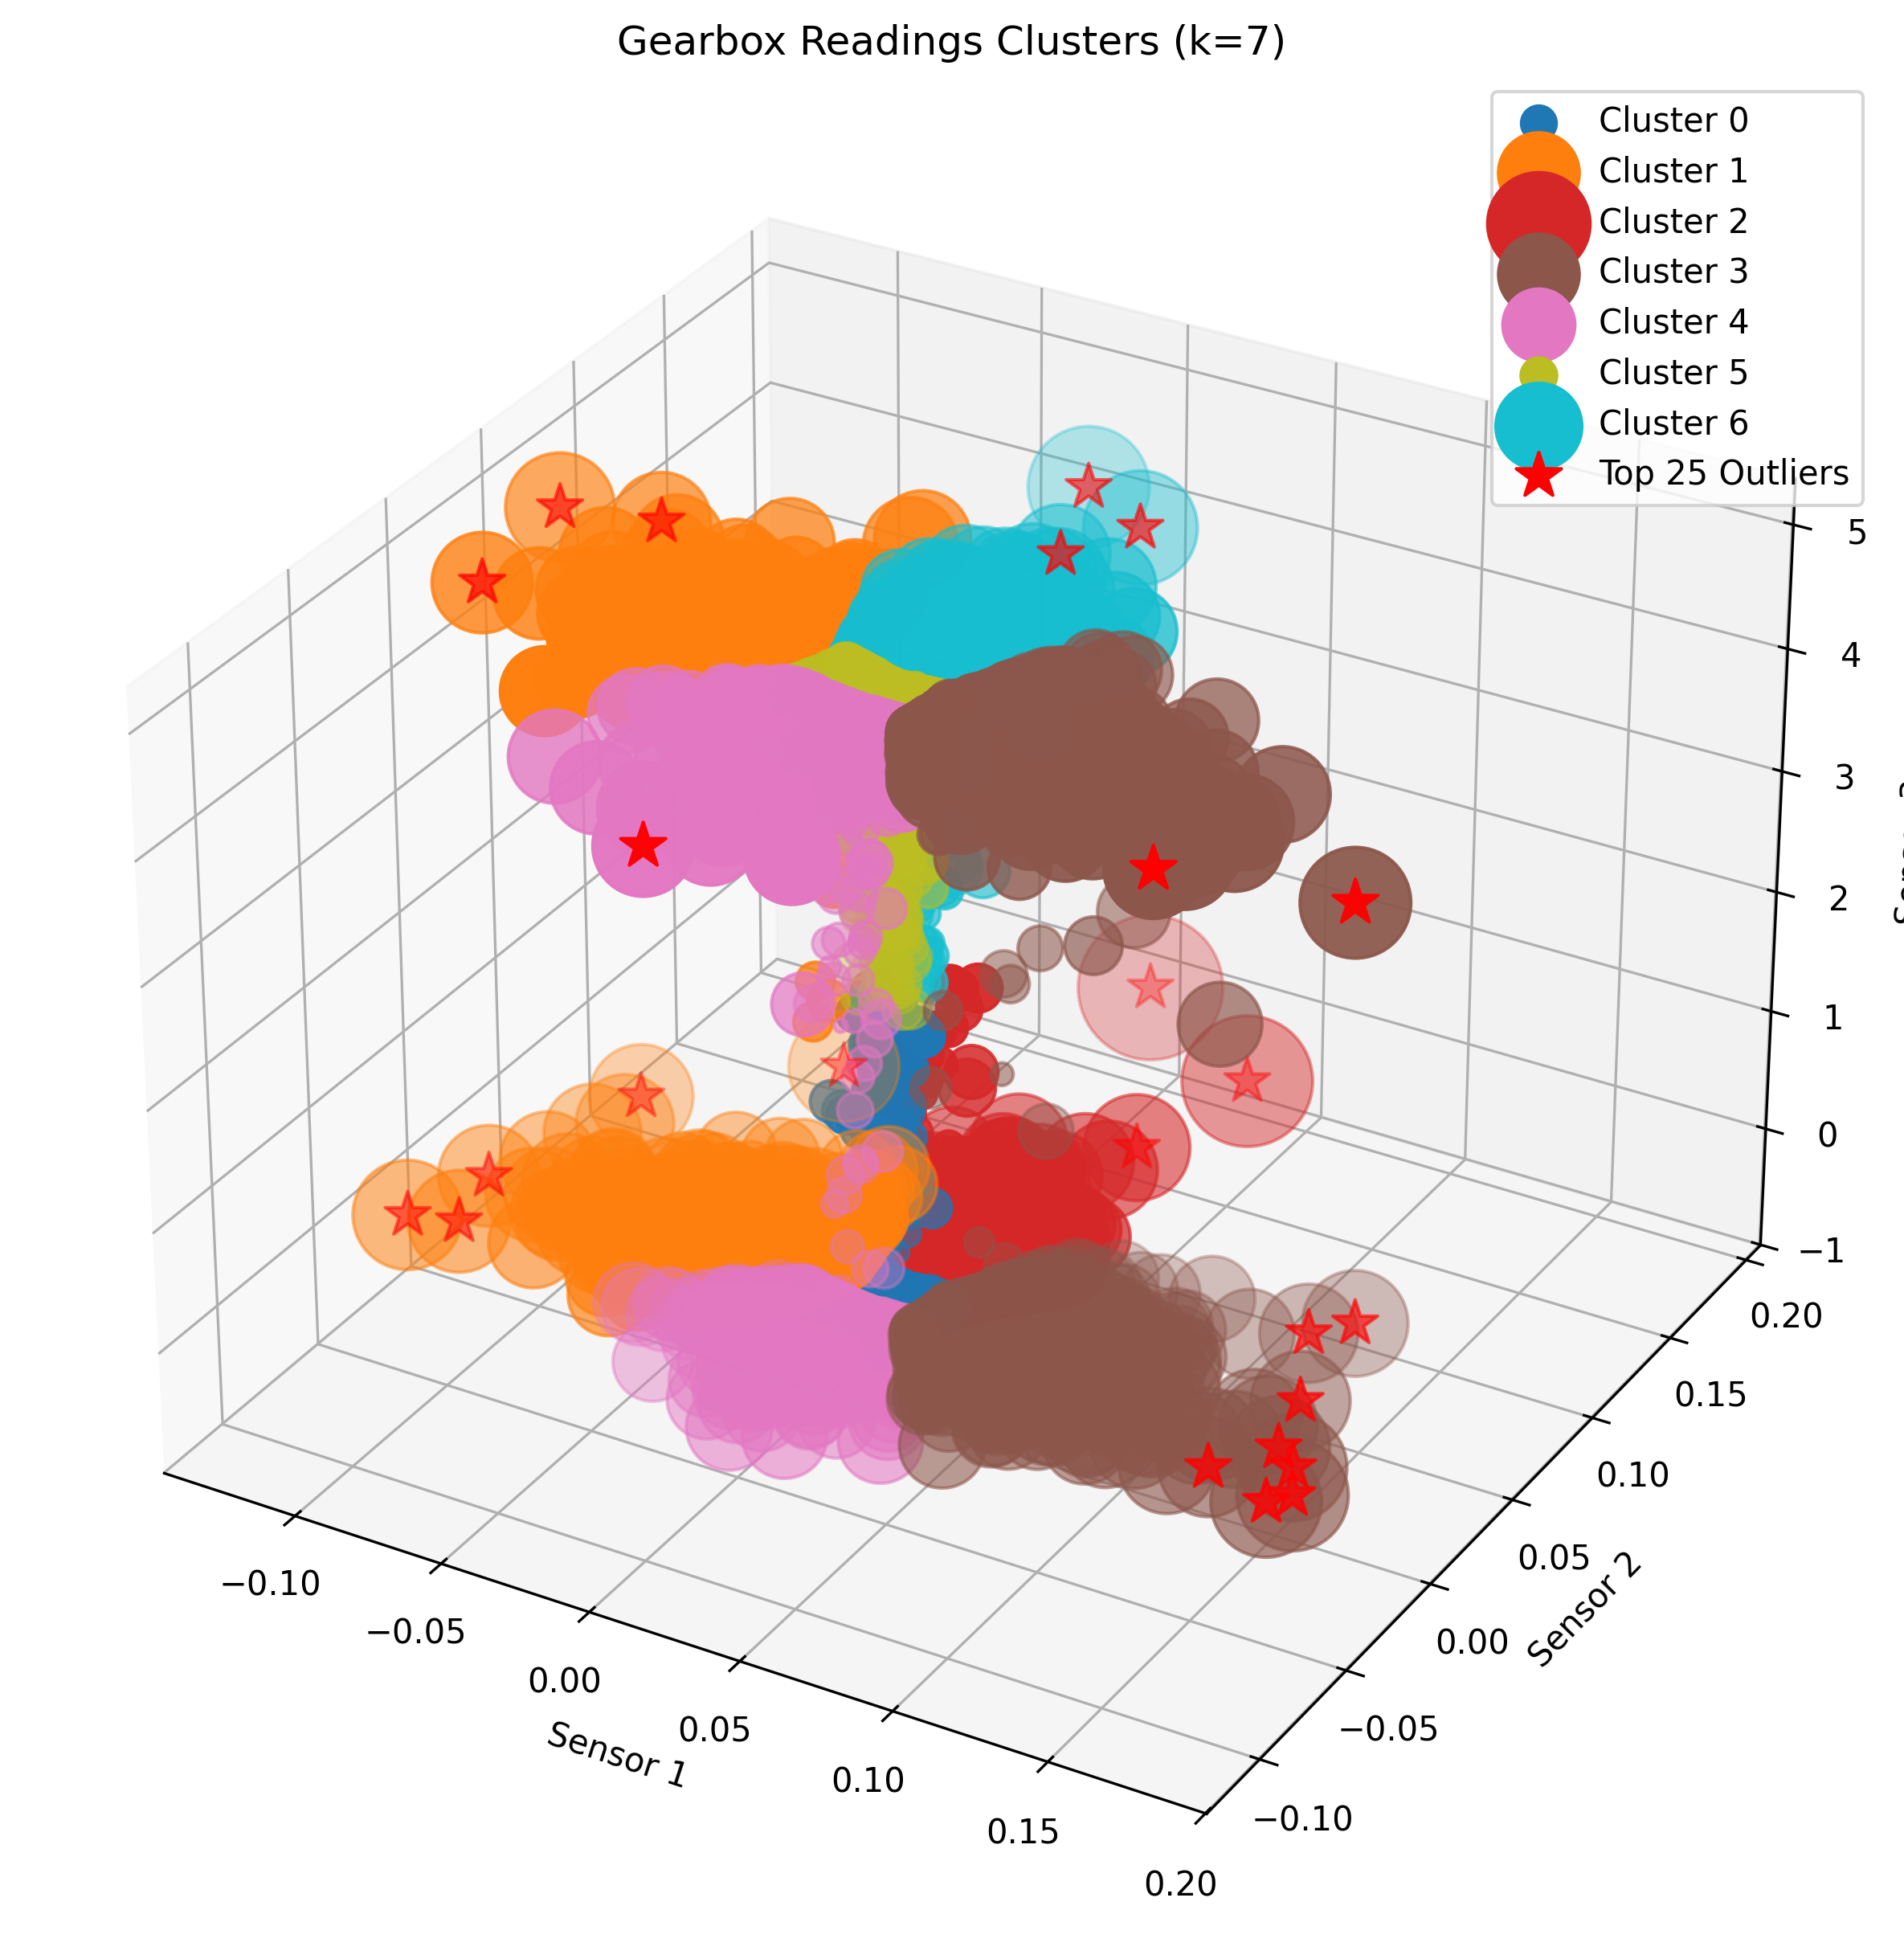 Gearbox Readings Clusters (k=7)
Cluster 0
Cluster 1
Cluster 2
Cluster 3
Cluster 4
Cluster 5
Cluster 6
Top 25 Outliers
5
4
3
2
1
0
−1
0.20
0.15
0.10
0.05
0.00
−0.05
−0.10
Sensor 2
−0.10
−0.05
0.00
0.05
0.10
0.15
0.20
Sensor 1